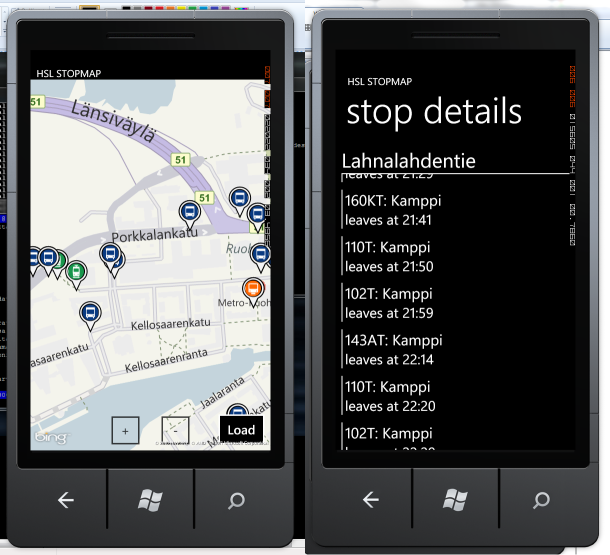 HSL STOPMAP
51
Länsiväylä
51
51
Porkkalankatu
Ruoh
Metro-Ruoh
Kellosaarenkatu
asaarenkatu
Kellosaarenranta
Jaalaranta
katu
bing
+
-
Load
HSL STOPMAP
stop details
Lahnalahdentie
leaves at 21:29
160KT: Kamppi
leaves at 21:41
110T: Kamppi
leaves at 21:50
102T: Kamppi
leaves at 21:59
143AT: Kamppi
leaves at 22:14
110T: Kamppi
leaves at 22:20
102T: Kamppi